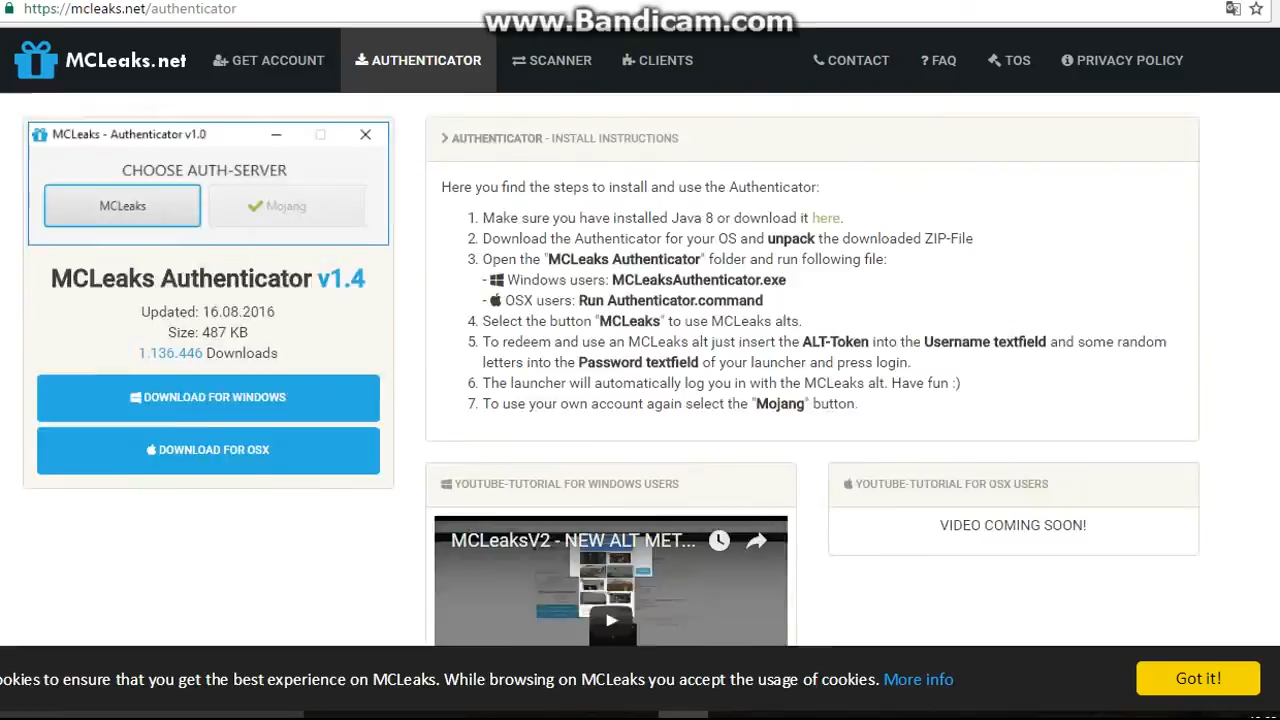 https://mcleaks.net/authenticator
www.Bandicam.com
MCLeaks.net GET ACCOUNT AUTHENTICATOR SCANNER CLIENTS CONTACT ? FAQ TOS PRIVACY POLICY
MCLeaks - Authenticator v1.0
CHOOSE AUTH-SERVER
MCLeaks Mojang
MCLeaks Authenticator v1.4
Updated: 16.08.2016
Size: 487 KB
1.136.446 Downloads
DOWNLOAD FOR WINDOWS
DOWNLOAD FOR OSX
AUTHENTICATOR - INSTALL INSTRUCTIONS
Here you find the steps to install and use the Authenticator:
1. Make sure you have installed Java 8 or download it here.
2. Download the Authenticator for your OS and unpack the downloaded ZIP-File
3. Open the "MCLeaks Authenticator" folder and run following file:
- Windows users: MCLeaksAuthenticator.exe
- OSX users: Run Authenticator.command
4. Select the button "MCLeaks" to use MCLeaks alts.
5. To redeem and use an MCLeaks alt just insert the ALT-Token into the Username textfield and some random
letters into the Password textfield of your launcher and press login.
6. The launcher will automatically log you in with the MCLeaks alt. Have fun :)
7. To use your own account again select the "Mojang" button.
YOUTUBE-TUTORIAL FOR WINDOWS USERS
MCLeaksV2 - NEW ALT MET...
YOUTUBE-TUTORIAL FOR OSX USERS
VIDEO COMING SOON!
ookies to ensure that you get the best experience on MCLeaks. While browsing on MCLeaks you accept the usage of cookies. More info
Got it!